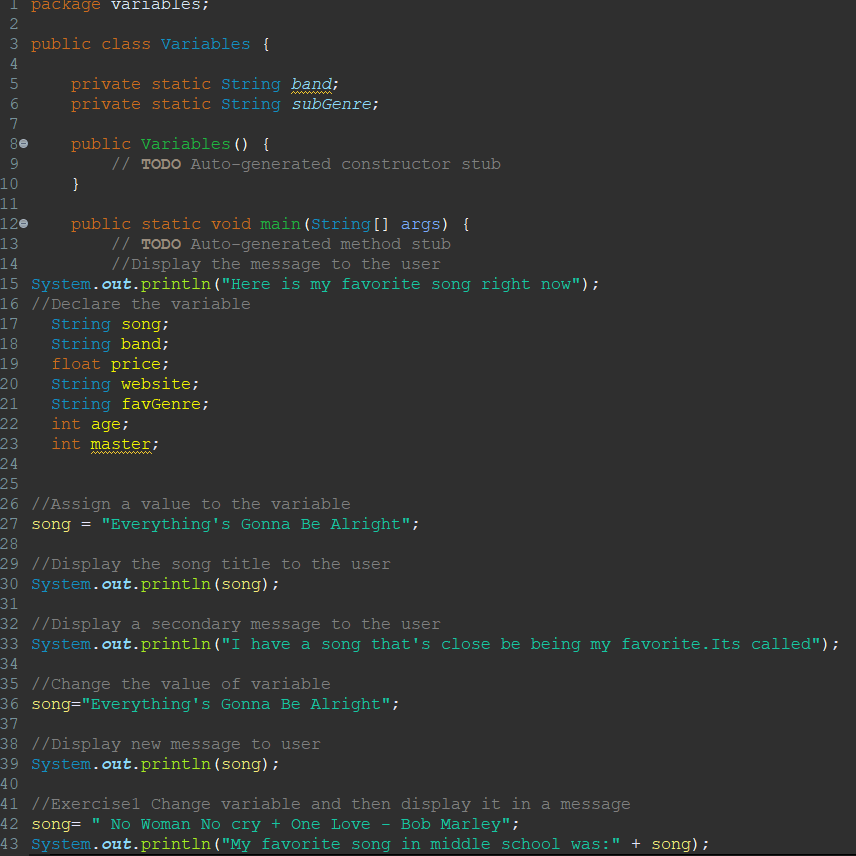 1 package variables;
2
3 public class Variables {
4
5 private static String band;
6 private static String subGenre;
7
8 public Variables() {
9 // TODO Auto-generated constructor stub
10 }
11
12 public static void main(String[] args) {
13 // TODO Auto-generated method stub
14 //Display the message to the user
15 System.out.println("Here is my favorite song right now");
16 //Declare the variable
17 String song;
18 String band;
19 float price;
20 String website;
21 String favGenre;
22 int age;
23 int master;
24
25
26 //Assign a value to the variable
27 song = "Everything's Gonna Be Alright";
28
29 //Display the song title to the user
30 System.out.println(song);
31
32 //Display a secondary message to the user
33 System.out.println("I have a song that's close be being my favorite.Its called");
34
35 //Change the value of variable
36 song="Everything's Gonna Be Alright";
37
38 //Display new message to user
39 System.out.println(song);
40
41 //Exercise1 Change variable and then display it in a message
42 song= " No Woman No cry + One Love - Bob Marley";
43 System.out.println("My favorite song in middle school was:" + song);